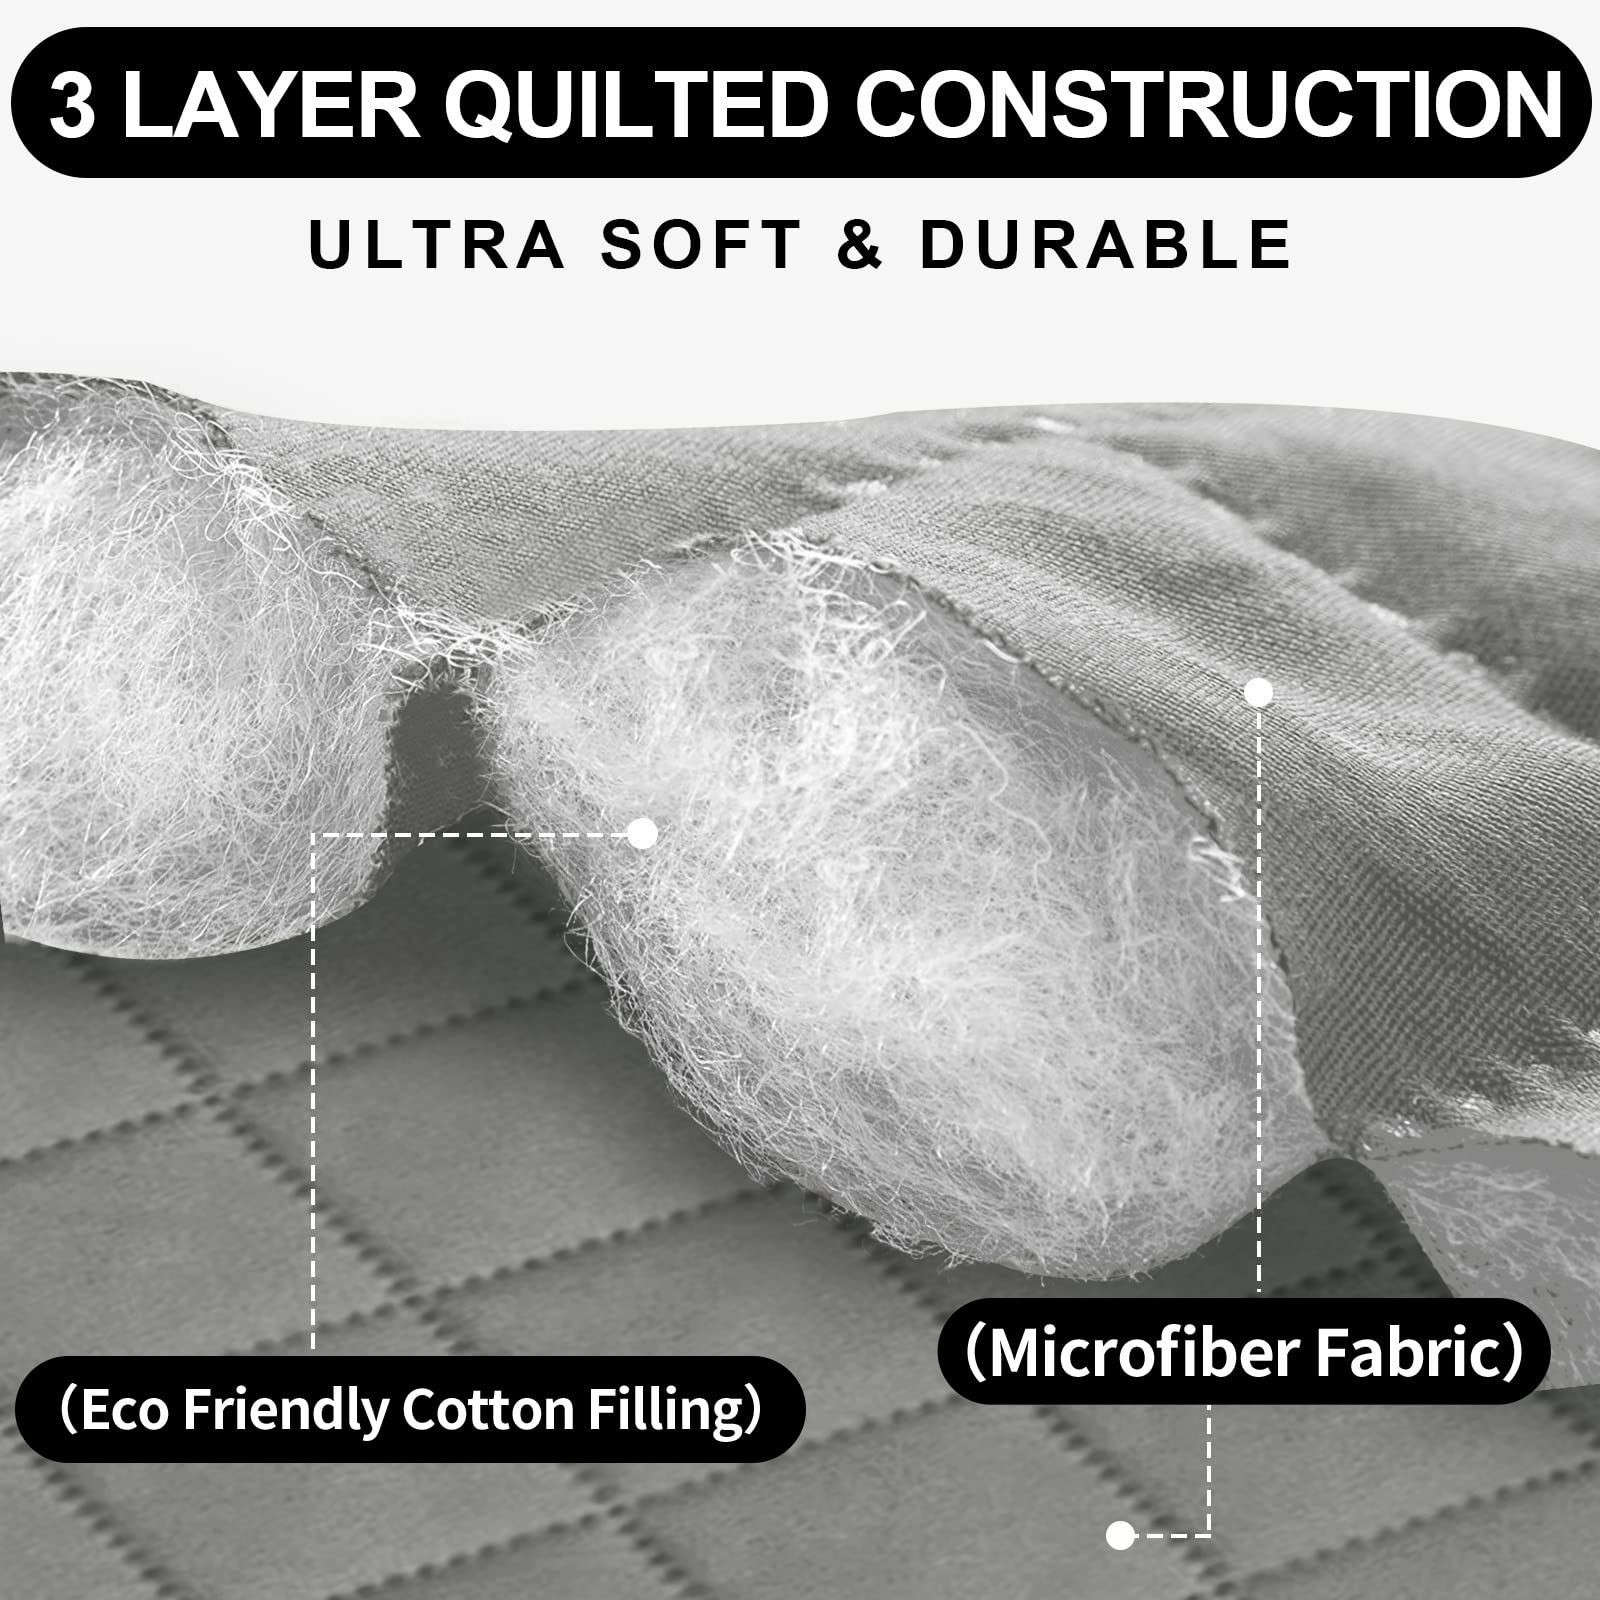 3 LAYER QUILTED CONSTRUCTION
ULTRA SOFT & DURABLE
(Microfiber Fabric)
(Eco Friendly Cotton Filling)